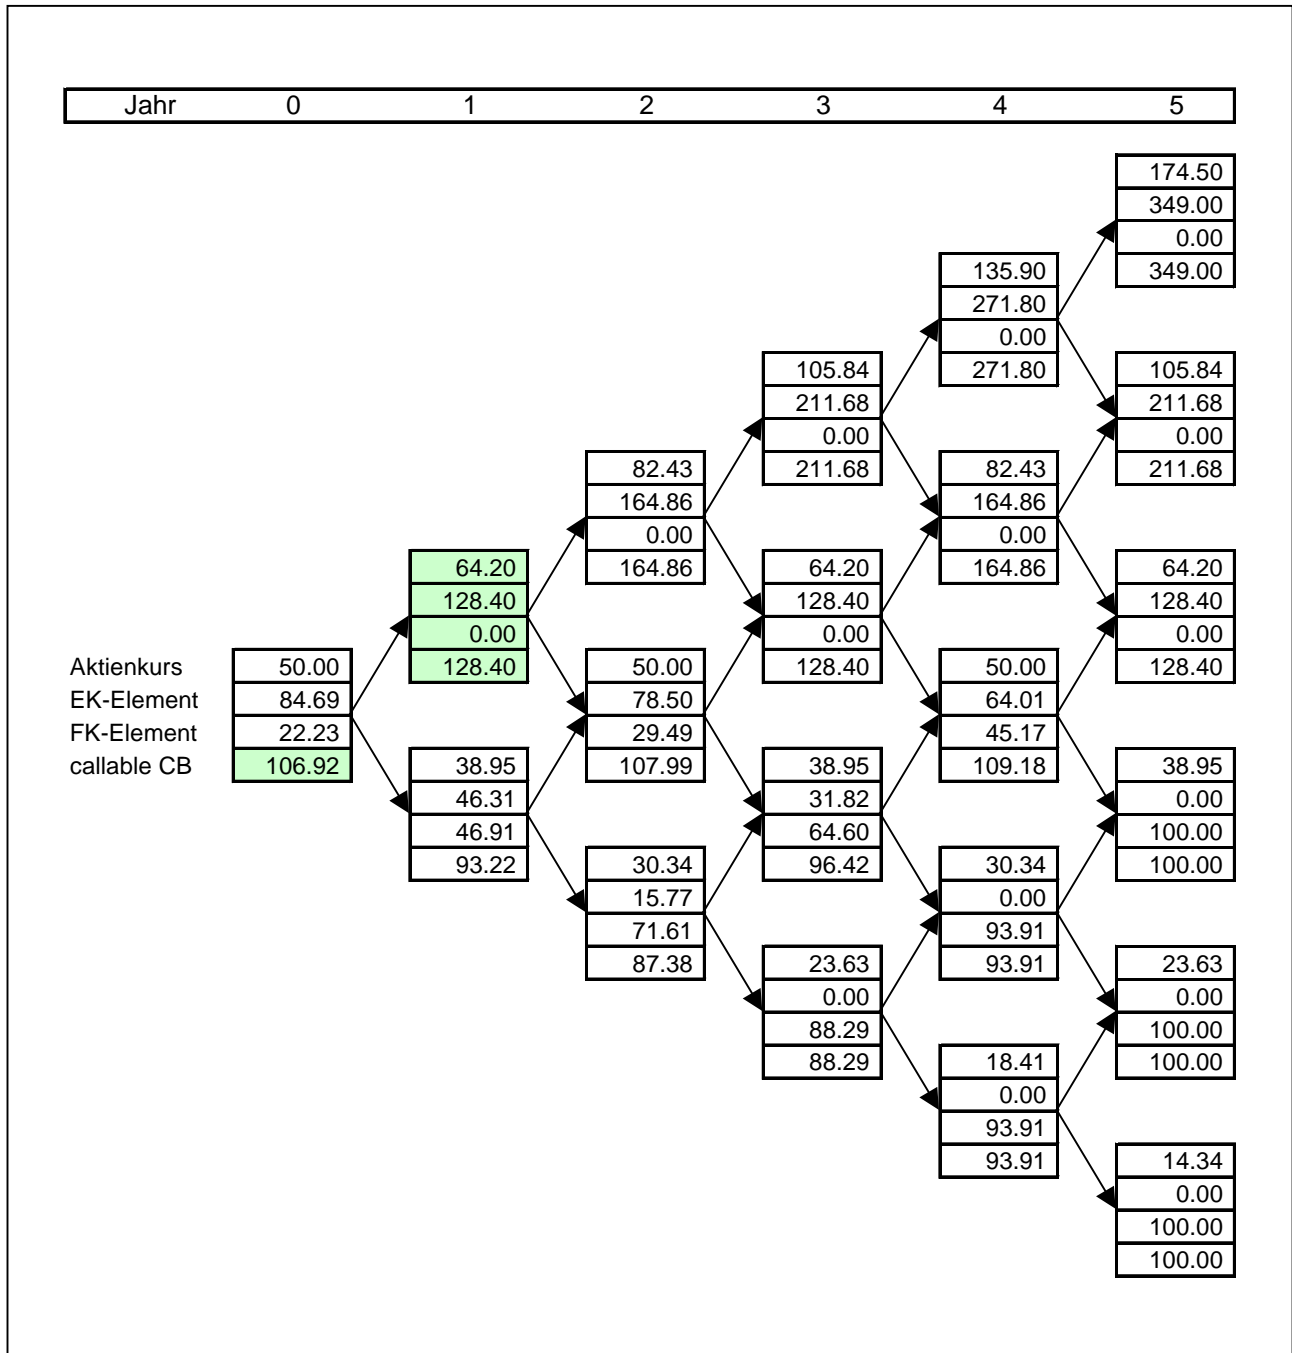 Jahr 0 1 2 3 4 5
174.50
349.00
0.00
135.90 349.00
271.80
0.00
105.84 271.80 105.84
211.68 211.68
0.00 0.00
82.43 211.68 82.43 211.68
164.86 164.86
0.00 0.00
64.20 164.86 64.20 164.86 64.20
128.40 128.40 128.40
0.00 0.00 0.00
Aktienkurs 50.00 128.40 50.00 128.40 50.00 128.40
EK-Element 84.69 78.50 64.01
FK-Element 22.23 29.49 45.17
callable CB 106.92 38.95 107.99 38.95 109.18 38.95
46.31 31.82 0.00
46.91 64.60 100.00
93.22 30.34 96.42 30.34 100.00
15.77 0.00
71.61 93.91
87.38 23.63 93.91 23.63
0.00 0.00
88.29 100.00
88.29 18.41 100.00
0.00
93.91
93.91 14.34
0.00
100.00
100.00